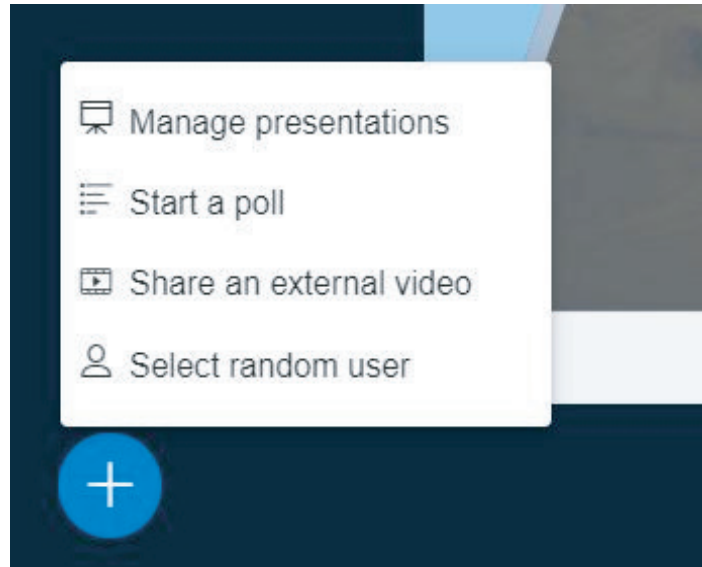 Manage presentations
Start a poll
Share an external video
Select random user